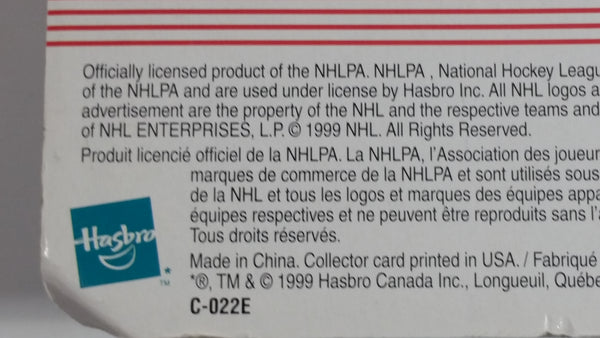 Officially licensed product of the NHLPA. NHLPA , National Hockey Leagu
of the NHLPA and are used under license by Hasbro Inc. All NHL logos a
advertisement are the property of the NHL and the respective teams and
of NHL ENTERPRISES, L.P. © 1999 NHL. All Rights Reserved.
Produit licencié officiel de la NHLPA. La NHLPA, l'Association des joueur
marques de commerce de la NHLPA et sont utilisés sous
de la NHL et tous les logos et marques des équipes appa
équipes respectives et ne peuvent être reproduits sans l'a
Tous droits réservés.
Hasbro
*
TM
Made in China. Collector card printed in USA. / Fabriqué
*®, TM & © 1999 Hasbro Canada Inc., Longueuil, Québe
C-022E